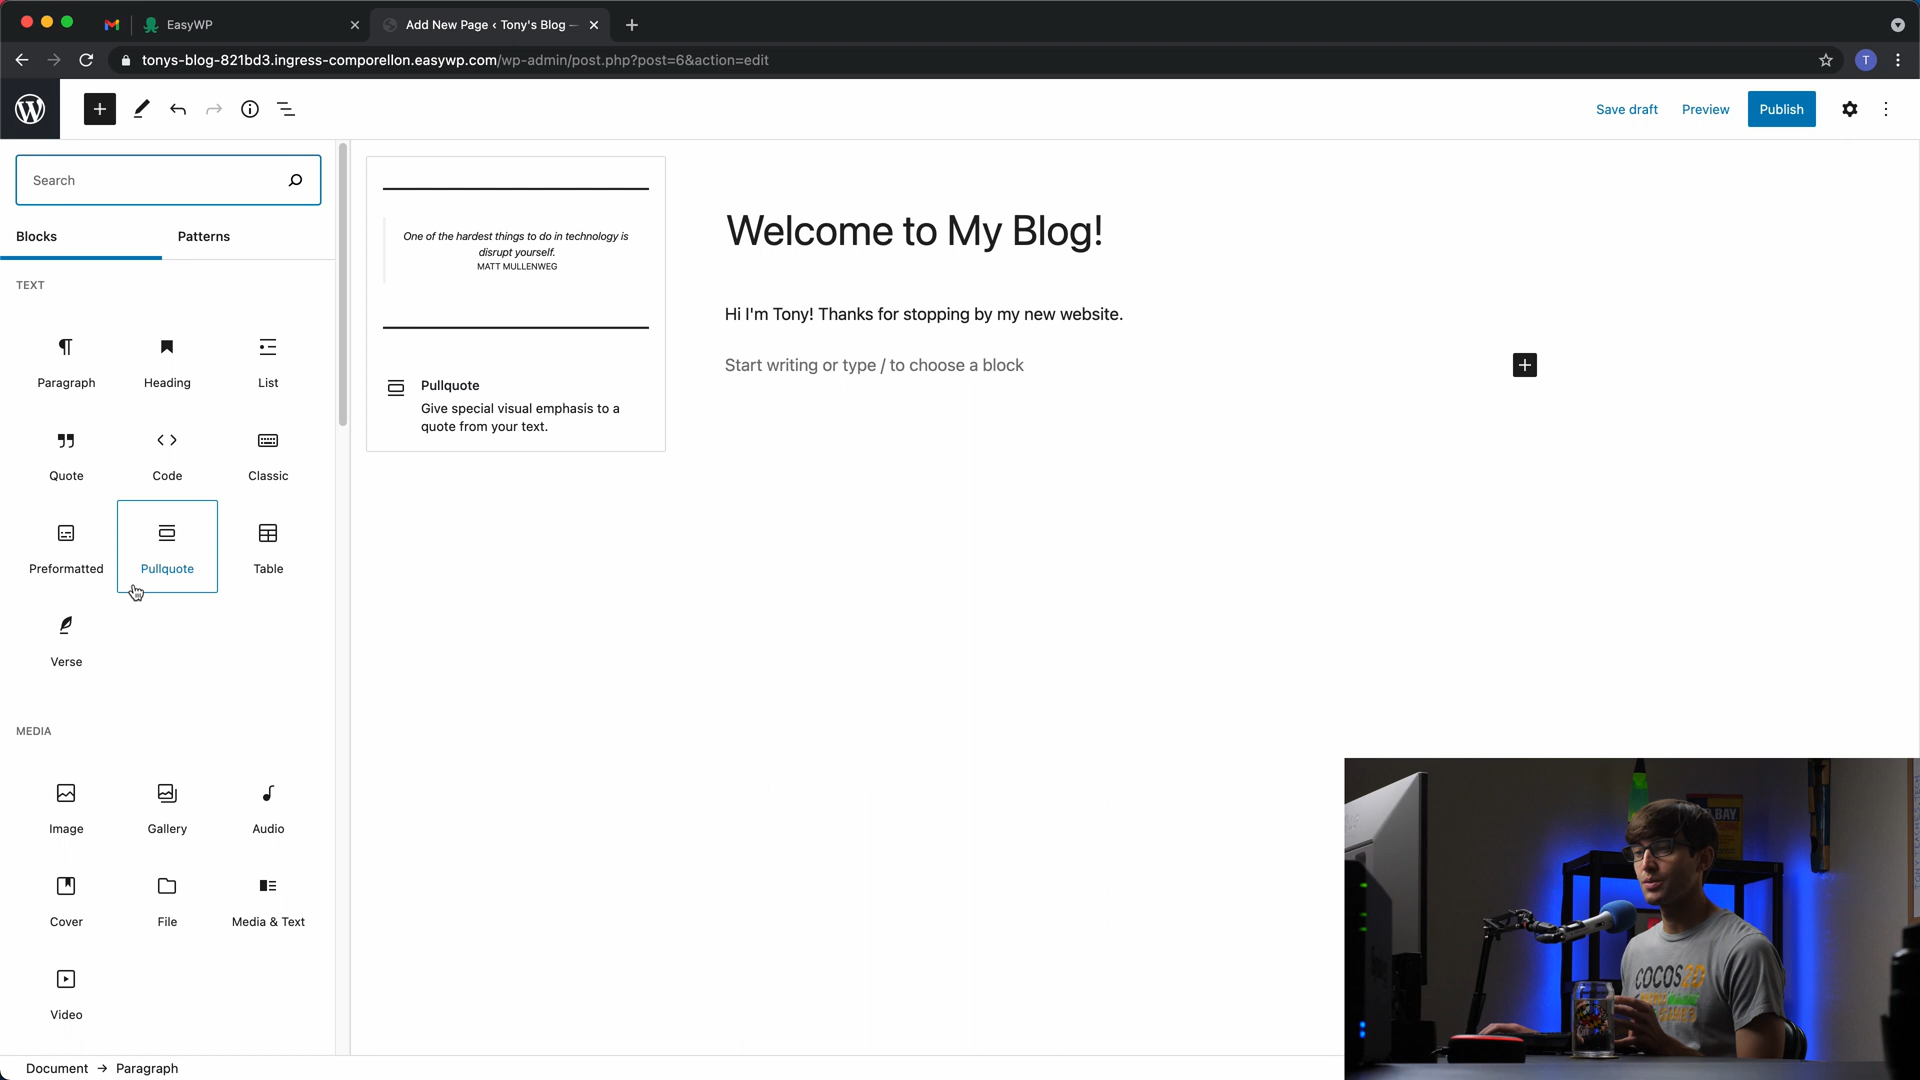 EasyWP
Add New Page ‹ Tony's Blog —
tonys-blog-821bd3.ingress-comporellon.easywp.com/wp-admin/post.php?post=6&action=edit
T
Save draft
Preview
Publish
Search
Blocks
Patterns
TEXT
Paragraph
Heading
List
Quote
Code
Classic
Preformatted
Pullquote
Table
Verse
MEDIA
Image
Gallery
Audio
Cover
File
Media & Text
Video
One of the hardest things to do in technology is
disrupt yourself.
MATT MULLENWEG
Pullquote
Give special visual emphasis to a
quote from your text.
Welcome to My Blog!
Hi I'm Tony! Thanks for stopping by my new website.
Start writing or type / to choose a block
BAY
COCOS2D
Document → Paragraph